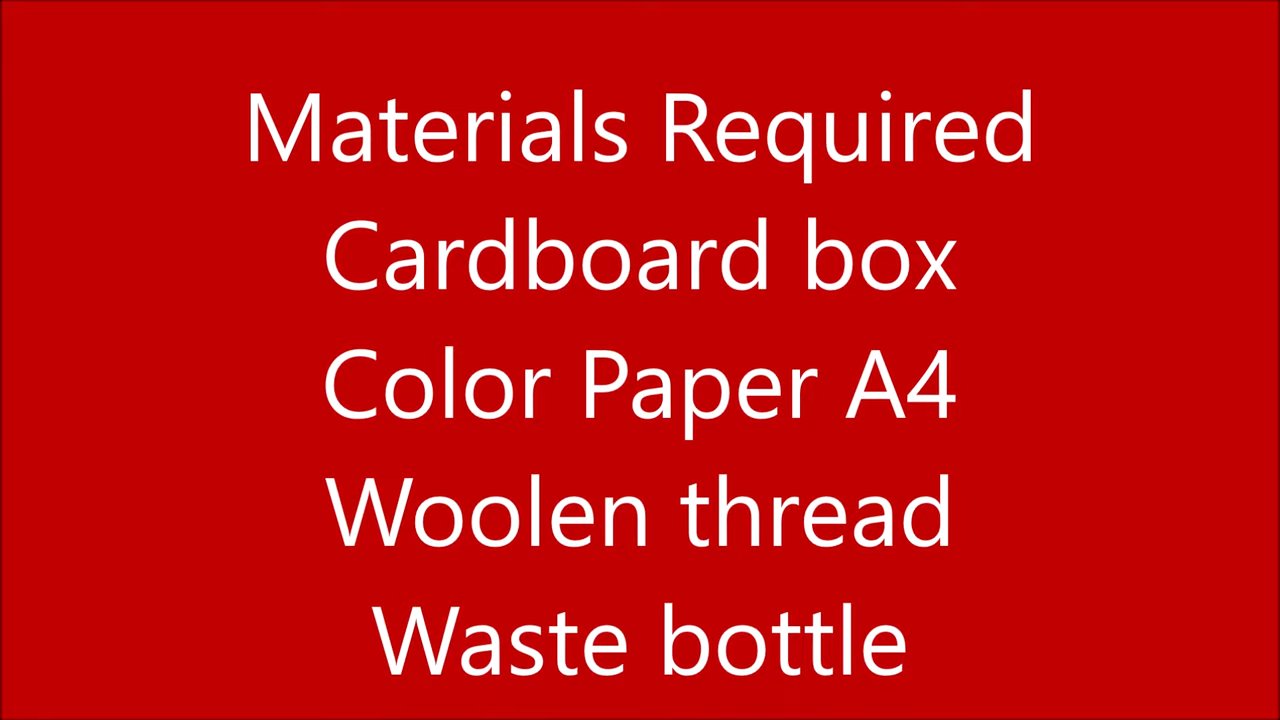 Materials Required
Cardboard box
Color Paper A4
Woolen thread
Waste bottle